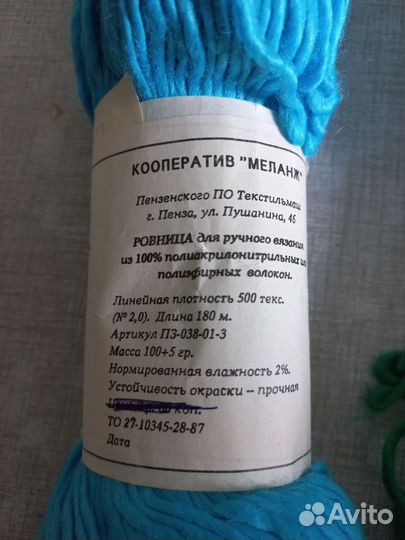 КООПЕРАТИВ "МЕЛАНЖ"
Пензенского ПО Текстильмаш
г. Пенза, ул. Пушанина, 46
РОВНИЦА для ручного вязания
из 100% полиакрилонитрильных или
полиэфирных волокон.
Линейная плотность 500 текс.
(№ 2,0). Длина 180 м.
Артикул ПЗ-038-01-3
Масса 100+5 гр.
Нормированная влажность 2%.
Устойчивость окраски -- прочная
коп.
ТО 27-10345-28-87
Дата
Avito